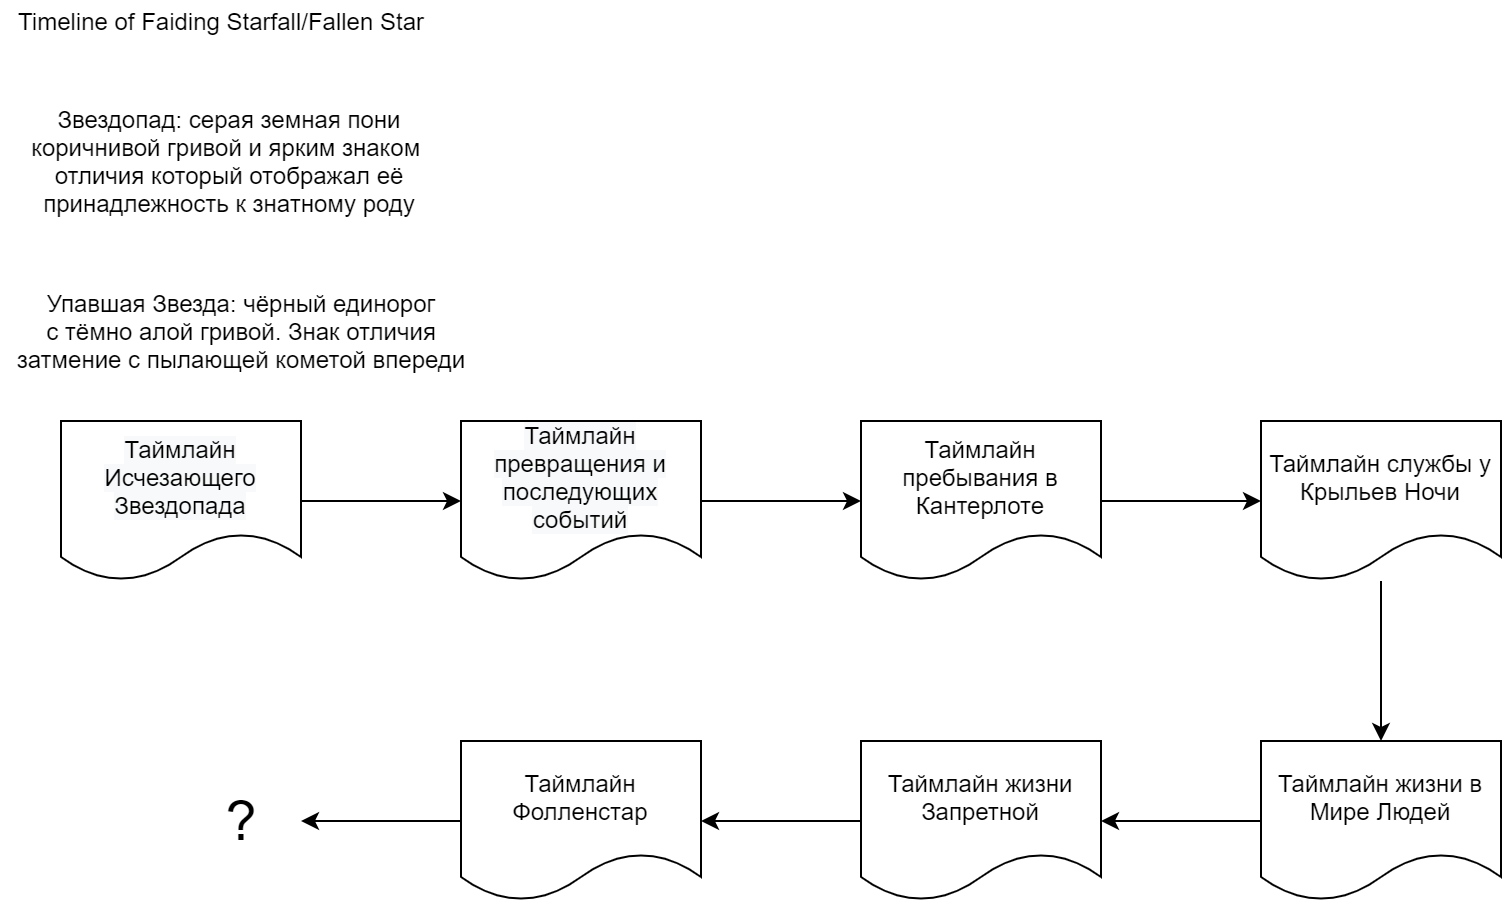 Timeline of Faiding Starfall/Fallen Star
Звездопад: серая земная пони
коричнивой гривой и ярким знаком
отличия который отображал её
принадлежность к знатному роду
Упавшая Звезда: чёрный единорог
с тёмно алой гривой. Знак отличия
затмение с пылающей кометой впереди
Таймлайн
Исчезающего
Звездопада
Таймлайн
превращения и
последующих
событий
Таймлайн
пребывания в
Кантерлоте
Таймлайн службы у
Крыльев Ночи
Таймлайн жизни в
Мире Людей
Таймлайн жизни
Запретной
Таймлайн
Фолленстар
?